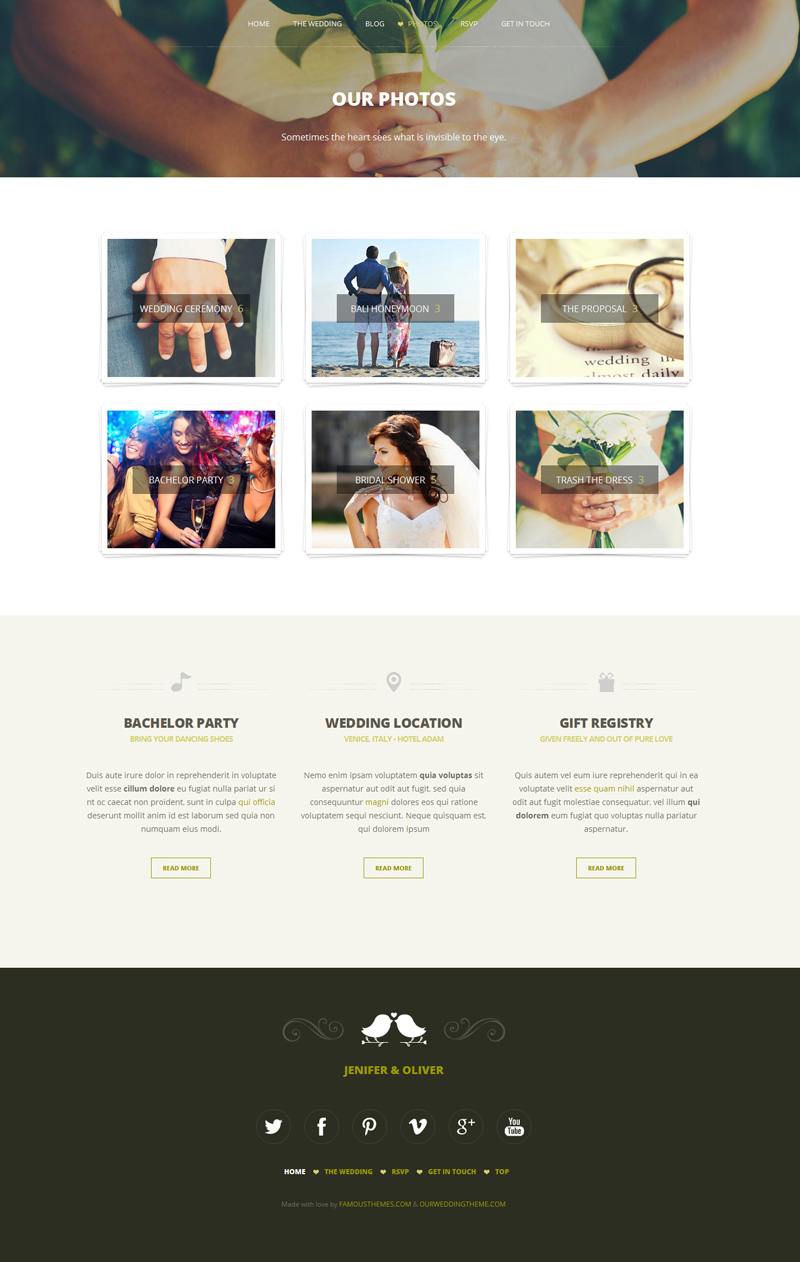 HOME THE WEDDING BLOG PHOTOS RSVP GET IN TOUCH
OUR PHOTOS
Sometimes the heart sees what is invisible to the eye.
WEDDING CEREMONY 6
BALI HONEYMOON 3
THE PROPOSAL 3
wedding in
almost daily
BACHELOR PARTY 3
BRIDAL SHOWER 5
TRASH THE DRESS 3
BACHELOR PARTY
BRING YOUR DANCING SHOES
Duis aute irure dolor in reprehenderit in voluptate
velit esse cillum dolore eu fugiat nulla pariat ur si
nt oc caecat non proident, sunt in culpa qui officia
deserunt mollit anim id est laborum sed quia non
numquam eius modi.
READ MORE
WEDDING LOCATION
VENICE, ITALY - HOTEL ADAM
Nemo enim ipsam voluptatem quia voluptas sit
aspernatur aut odit aut fugit, sed quia
consequuntur magni dolores eos qui ratione
voluptatem sequi nesciunt. Neque quisquam est,
qui dolorem ipsum
READ MORE
GIFT REGISTRY
GIVEN FREELY AND OUT OF PURE LOVE
Quis autem vel eum iure reprehenderit qui in ea
voluptate velit esse quam nihil aspernatur aut
odit aut fugit molestiae consequatur, vel illum qui
dolorem eum fugiat quo voluptas nulla pariatur
aspernatur.
READ MORE
JENIFER & OLIVER
You
Tube
HOME THE WEDDING RSVP GET IN TOUCH TOP
Made with love by FAMOUSTHEMES.COM & OURWEDDINGTHEME.COM